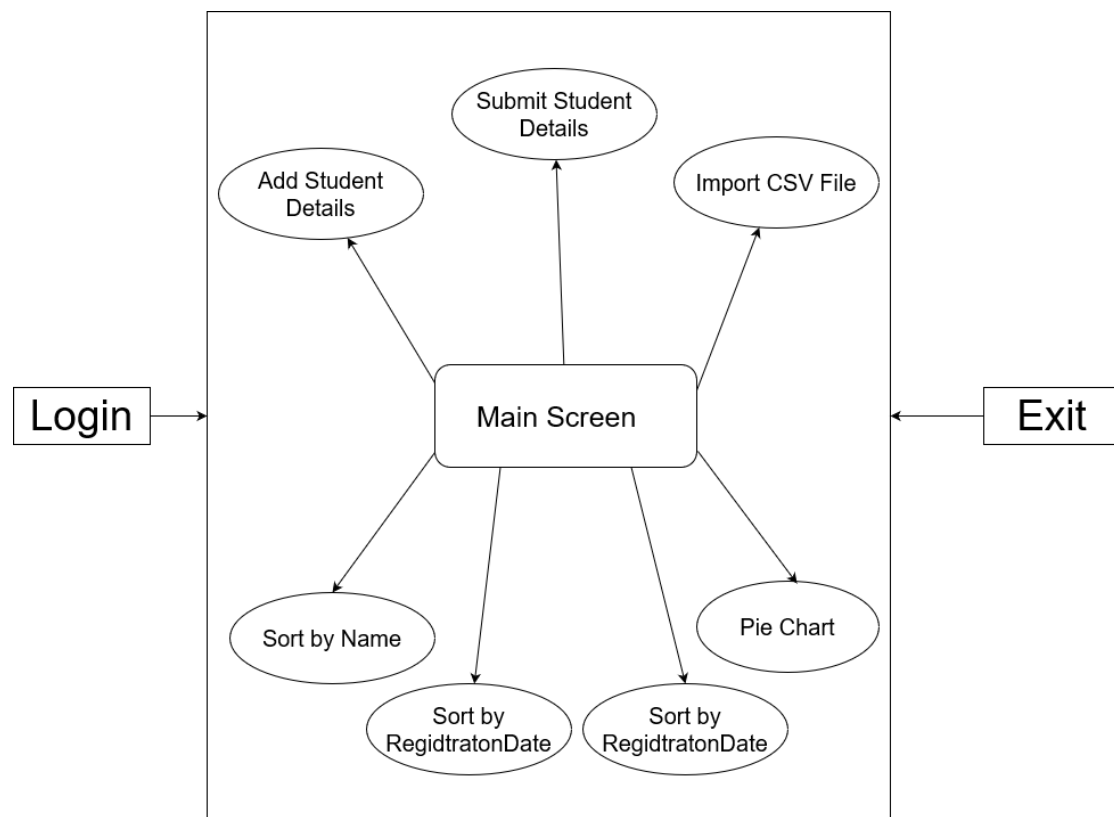 Submit Student
Details
Add Student
Details
Import CSV File
Login
Main Screen
Exit
Sort by Name
Pie Chart
Sort by
RegidtratonDate
Sort by
RegidtratonDate